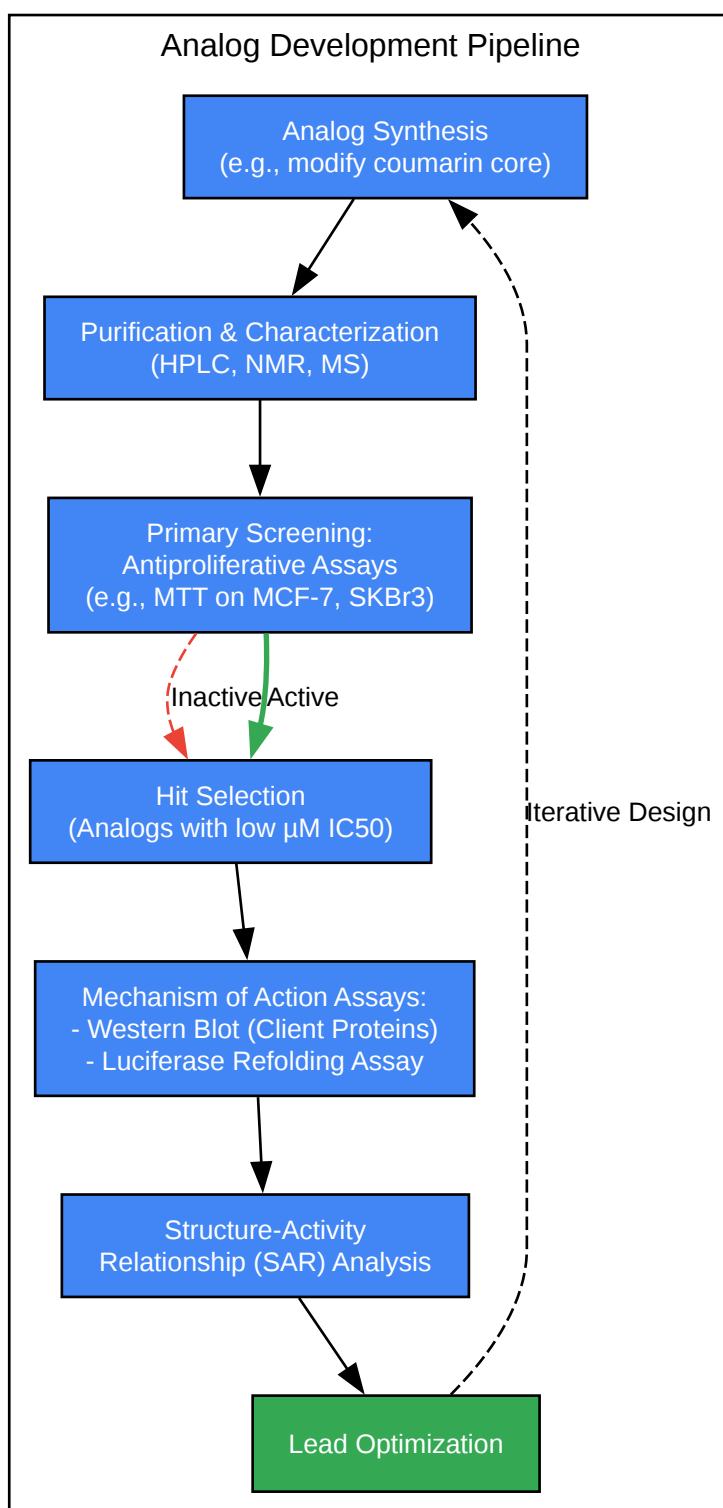 Analog Development Pipeline
Analog Synthesis
(e.g., modify coumarin core)
Purification & Characterization
(HPLC, NMR, MS)
Primary Screening:
Antiproliferative Assays
(e.g., MTT on MCF-7, SKBr3)
Inactive
Active
Hit Selection
(Analogs with low µM IC50)
Iterative Design
Mechanism of Action Assays:
- Western Blot (Client Proteins)
- Luciferase Refolding Assay
Structure-Activity
Relationship (SAR) Analysis
Lead Optimization